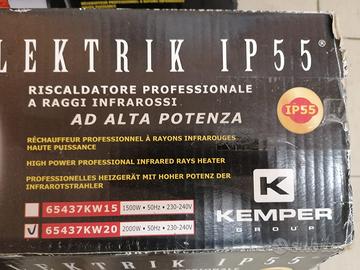 LEKTRIK IP55®
RISCALDATORE PROFESSIONALE
A RAGGI INFRAROSSI
AD ALTA POTENZA
IP55
RÉCHAUFFEUR PROFESSIONNEL À RAYONS INFRAROUGES
HAUTE PUISSANCE
HIGH POWER PROFESSIONAL INFRARED RAYS HEATER
PROFESSIONELLES HEIZGERÄT MIT HOHER POTENZ DER
INFRAROTSTRAHLER
65437KW15 1500W • 50Hz • 230-240V
65437KW20 2000W • 50Hz • 230-240V
K
KEMPER
GROUP